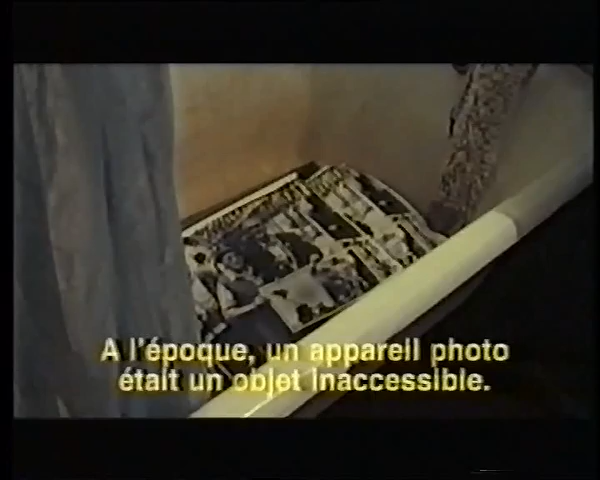 A l'époque, un appareil photo
était un objet inaccessible.